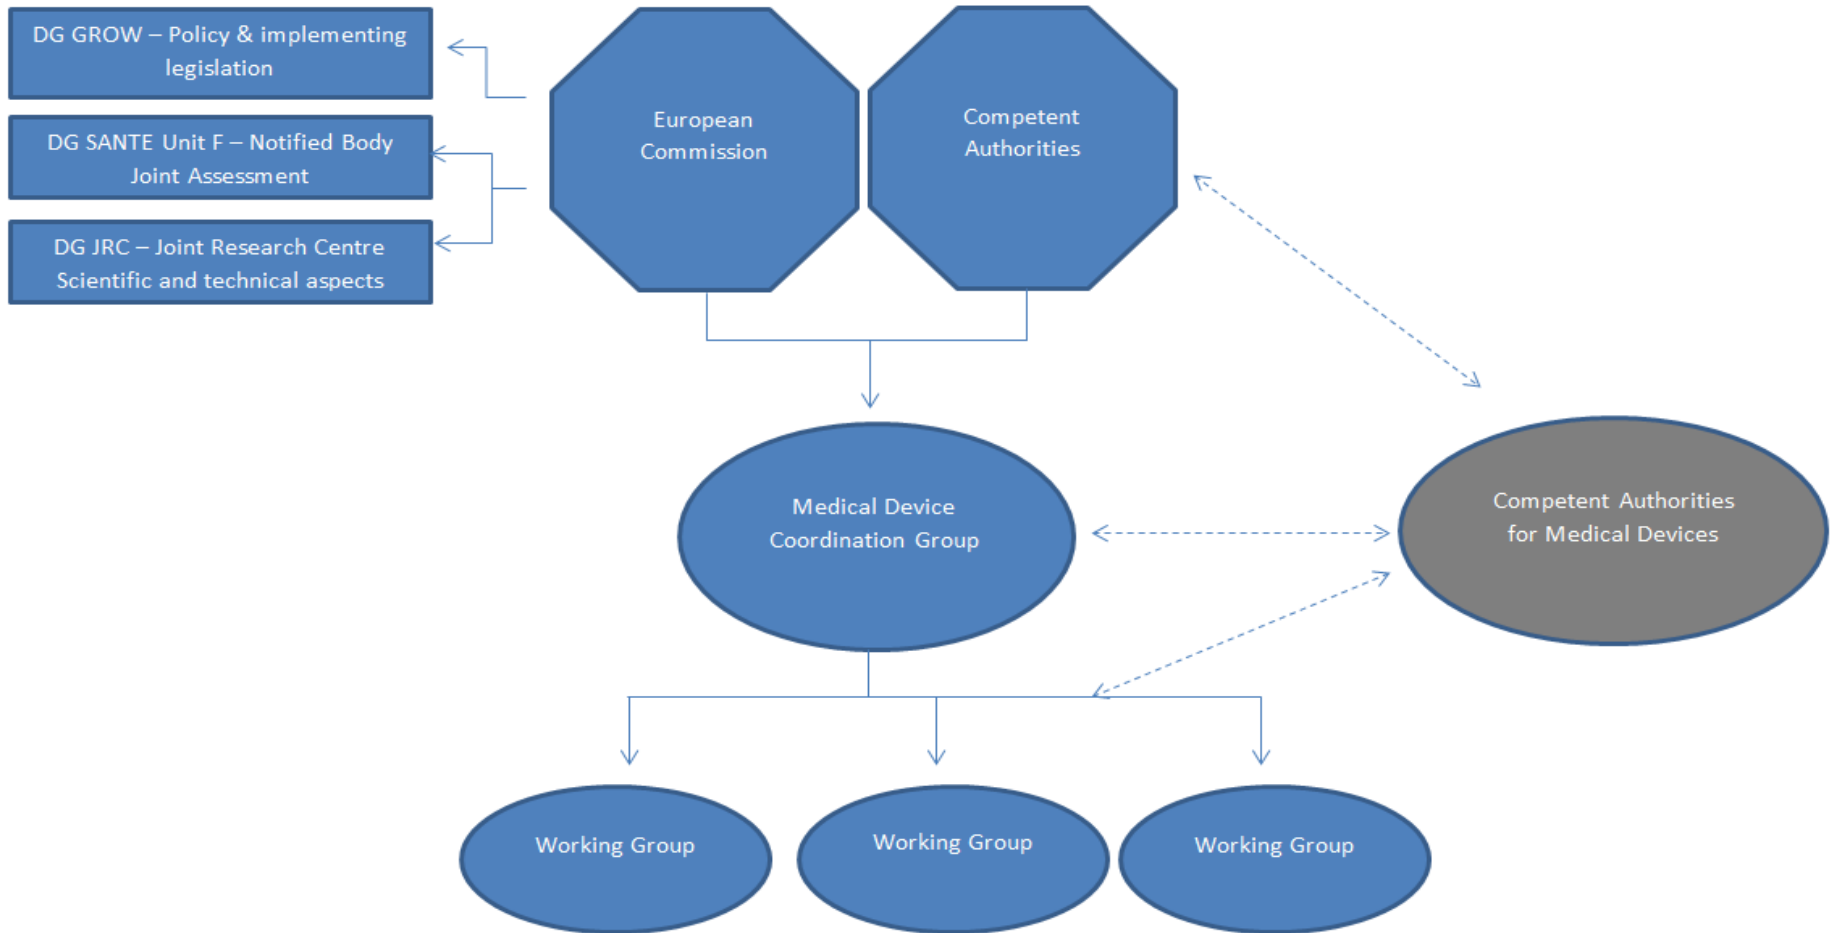 DG GROW – Policy & implementing
legislation
DG SANTE Unit F – Notified Body
Joint Assessment
DG JRC – Joint Research Centre
Scientific and technical aspects
European
Commission
Competent
Authorities
Medical Device
Coordination Group
Competent Authorities
for Medical Devices
Working Group
Working Group
Working Group